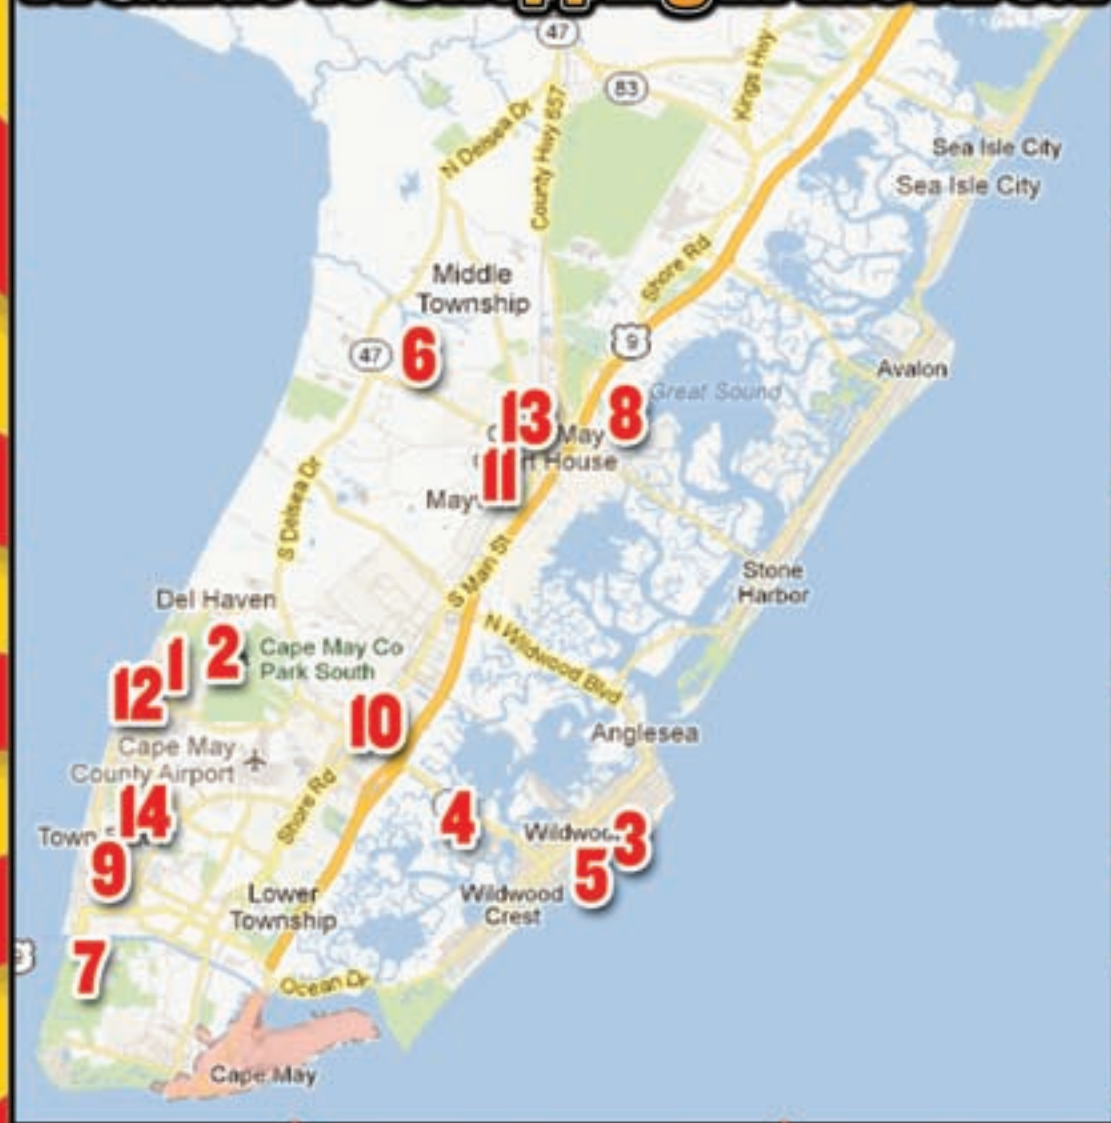 47
83
Kings Hwy
N Delsea Dr
County Hwy 657
Sea Isle City
Sea Isle City
Shore Rd
Middle
Township
47
6
9
Avalon
8
Great Sound
13
May
11
House
S Delsea Dr
S Main St
Stone
Harbor
Del Haven
N Wildwood Blvd
1
2
Cape May Co
Park South
12
10
Anglesea
Cape May
County Airport
Shore Rd
14
4
3
Town
9
5
Wildwood
Crest
Lower
Township
7
Ocean Dr
Cape May